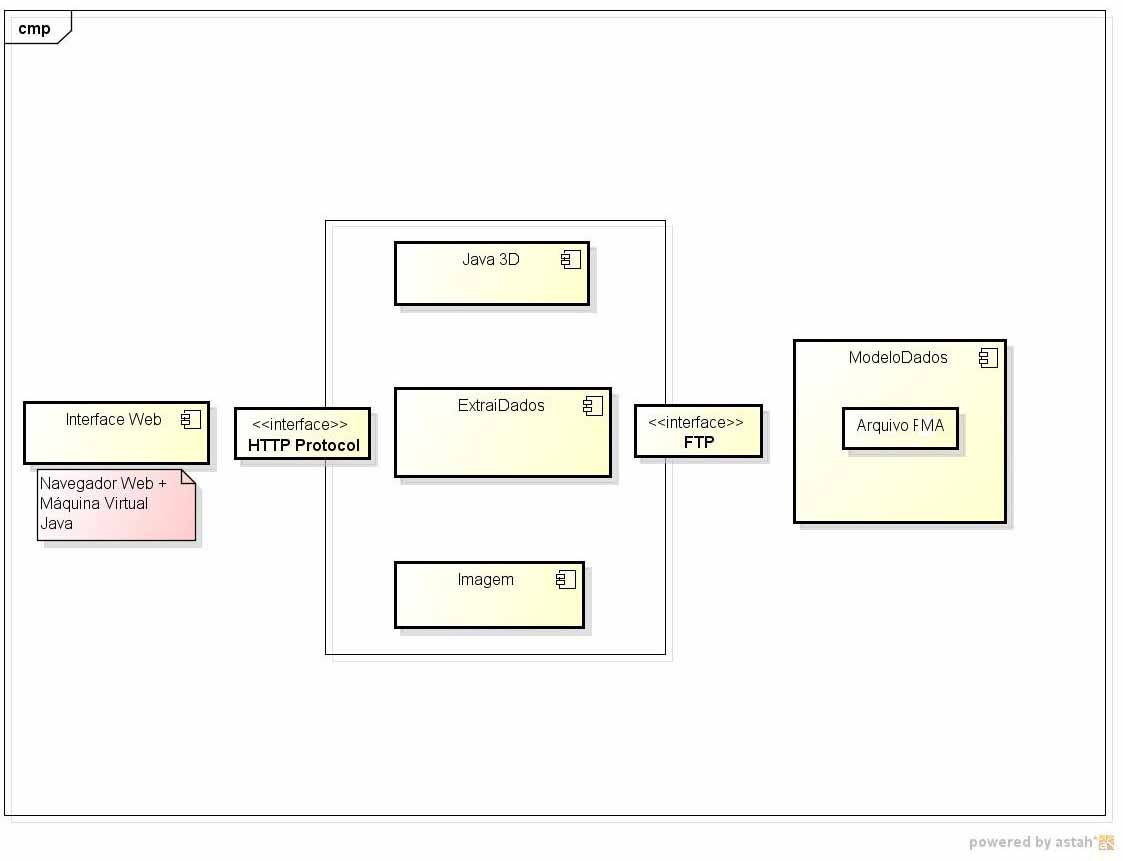 cmp
Java 3D
ModeloDados
Interface Web
<<interface>>
HTTP Protocol
ExtraiDados
<<interface>>
FTP
Arquivo FMA
Navegador Web +
Máquina Virtual
Java
Imagem
powered by astah*